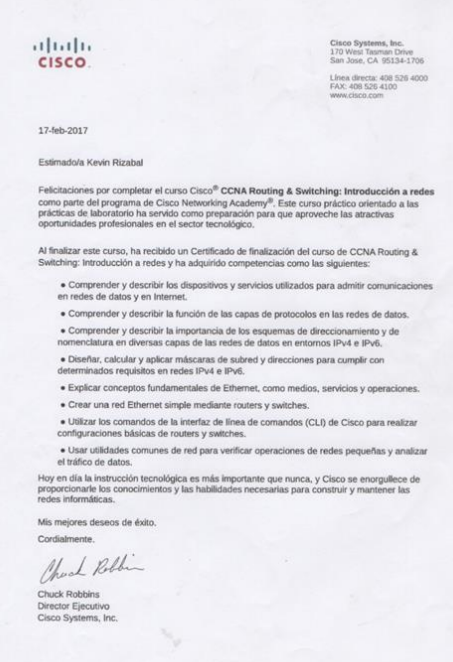 CISCO
Cisco Systems, Inc.
170 West Tasman Drive
San Jose, CA 95134-1706
Línea directa: 408 526 4000
FAX: 408 526 4100
www.cisco.com
17-feb-2017
Estimado/a Kevin Rizabal
Felicitaciones por completar el curso Cisco® CCNA Routing & Switching: Introducción a redes
como parte del programa de Cisco Networking Academy®. Este curso práctico orientado a las
prácticas de laboratorio ha servido como preparación para que aproveche las atractivas
oportunidades profesionales en el sector tecnológico.
Al finalizar este curso, ha recibido un Certificado de finalización del curso de CCNA Routing &
Switching: Introducción a redes y ha adquirido competencias como las siguientes:
• Comprender y describir los dispositivos y servicios utilizados para admitir comunicaciones
en redes de datos y en Internet.
• Comprender y describir la función de las capas de protocolos en las redes de datos.
• Comprender y describir la importancia de los esquemas de direccionamiento y de
nomenclatura en diversas capas de las redes de datos en entornos IPv4 e IPv6.
• Diseñar, calcular y aplicar máscaras de subred y direcciones para cumplir con
determinados requisitos en redes IPv4 e IPv6.
• Explicar conceptos fundamentales de Ethernet, como medios, servicios y operaciones.
• Crear una red Ethernet simple mediante routers y switches.
• Utilizar los comandos de la interfaz de línea de comandos (CLI) de Cisco para realizar
configuraciones básicas de routers y switches.
• Usar utilidades comunes de red para verificar operaciones de redes pequeñas y analizar
el tráfico de datos.
Hoy en día la instrucción tecnológica es más importante que nunca, y Cisco se enorgullece de
proporcionarle los conocimientos y las habilidades necesarias para construir y mantener las
redes informáticas.
Mis mejores deseos de éxito.
Cordialmente.
Chuck Robbins
Chuck Robbins
Director Ejecutivo
Cisco Systems, Inc.